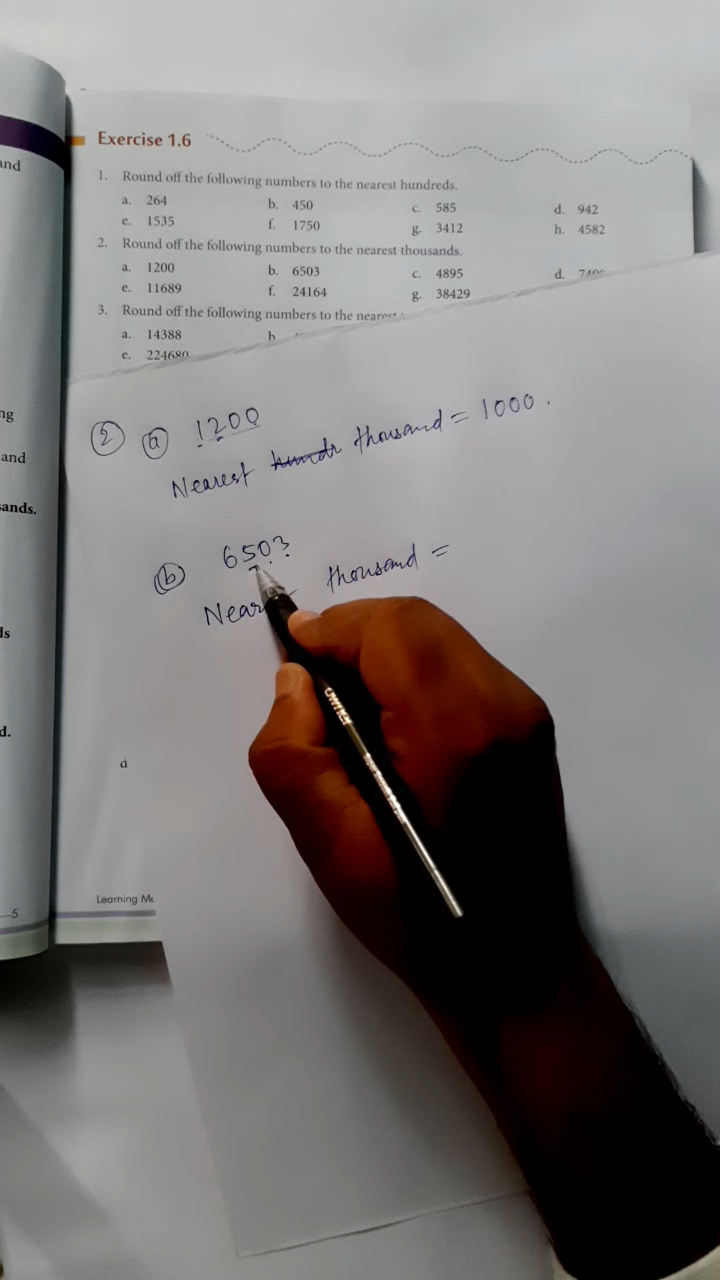 and
Exercise 1.6
1. Round off the following numbers to the nearest hundreds.
a. 264 b. 450 c. 585 d. 942
e. 1535 f. 1750 g. 3412 h. 4582
2. Round off the following numbers to the nearest thousands.
a. 1200 b. 6503 c. 4895 d.
e. 11689 f. 24164 g. 38429
3. Round off the following numbers to the
a. 14388 b
e. 224680
ng
and
sands.
ls
d.
5
2 a 1200
Nearest thousand = 1000.
b 6503
Near thousand =
d
Learning
OWNER